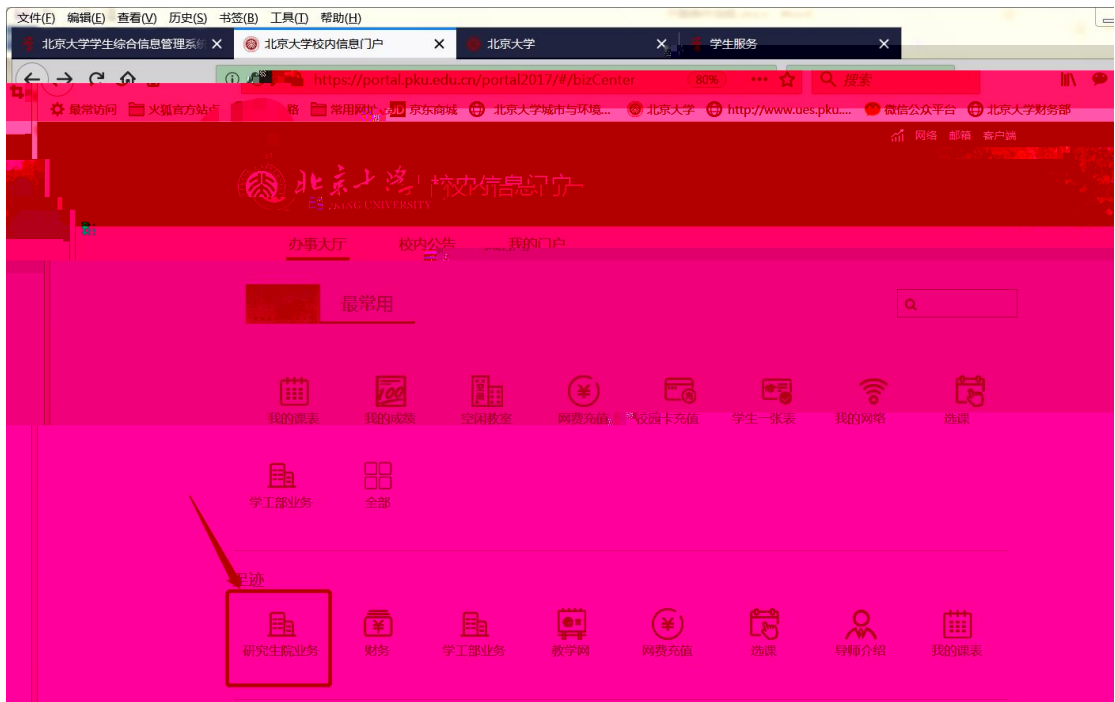 文件(F) 编辑(E) 查看(V) 历史(S) 书签(B) 工具(T) 帮助(H)
北京大学学生综合信息管理系统 北京大学校内信息门户 北京大学 学生服务
https://portal.pku.edu.cn/portal2017/#/bizCenter 80% 搜索
最常访问 火狐官方站点 常用网址 京东商城 北京大学城市与环境... 北京大学 http://www.ues.pku.... 微信公众平台 北京大学财务部
网络 邮箱 客户端
北京大学 校内信息门户
办事大厅 校内公告 我的门户
最常用
我的课表 我的成绩 空闲教室 网费充值 校园卡充值 学生一张表 我的网络 选课
学工部业务 全部
足迹
研究生院业务 财务 学工部业务 教学网 网费充值 选课 导师介绍 我的课表